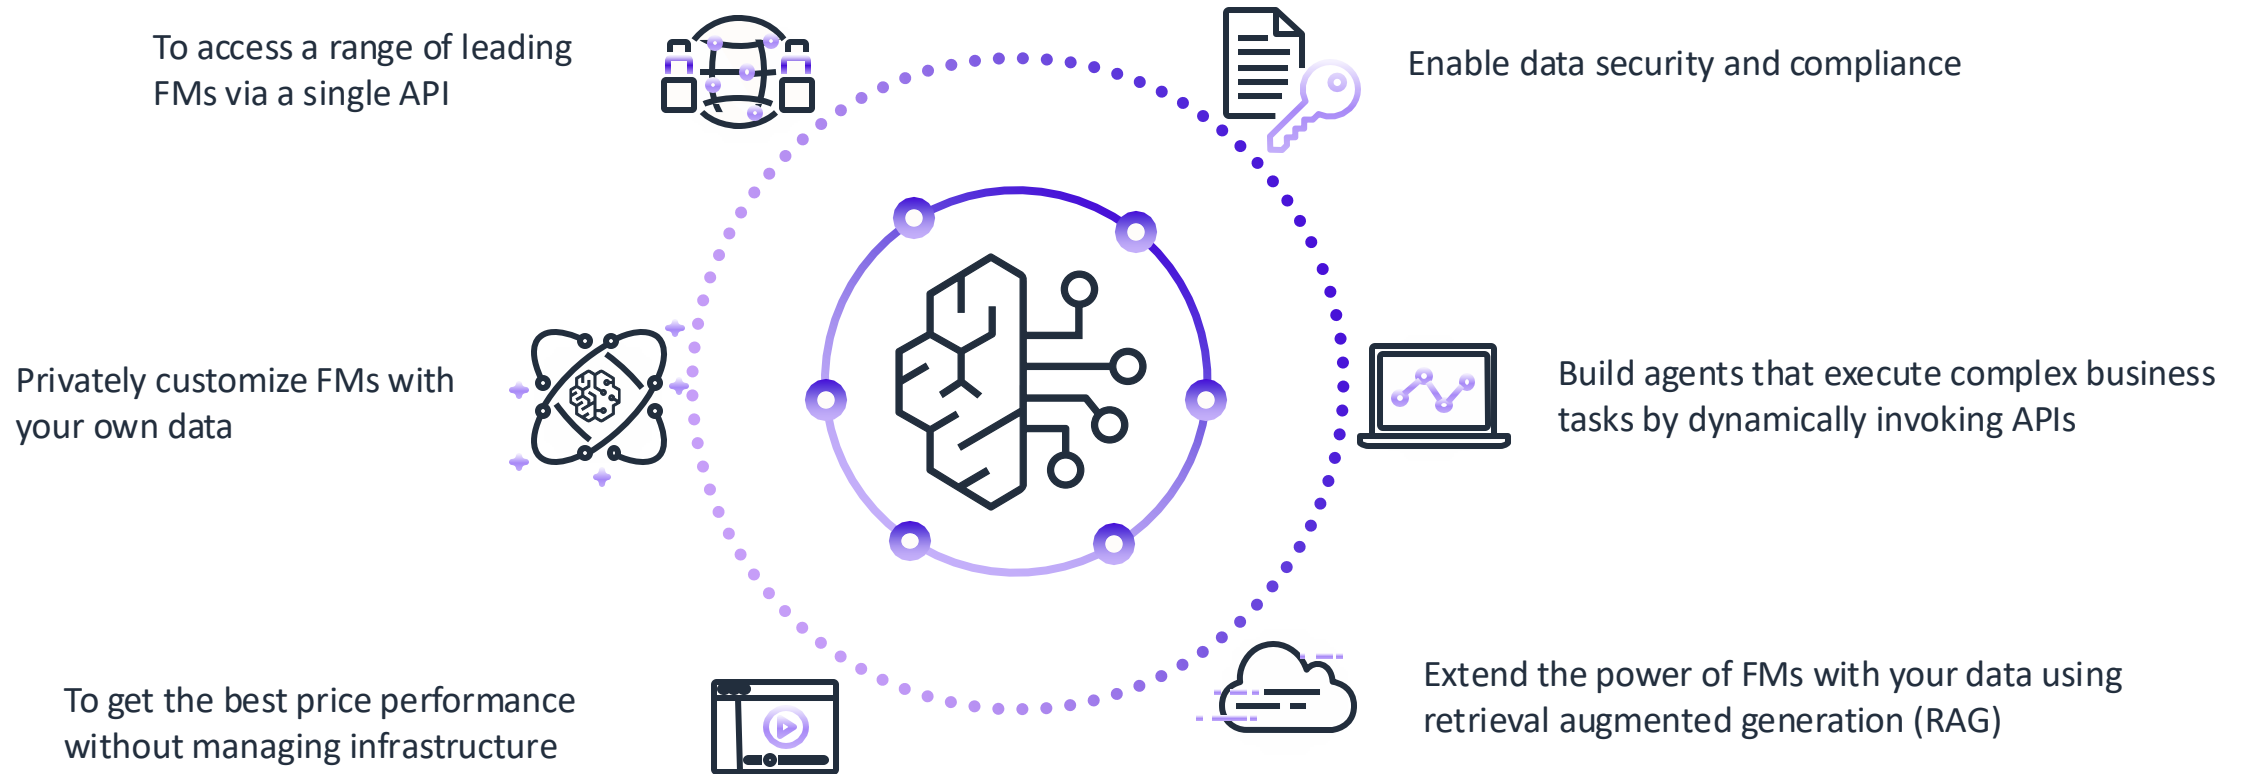 To access a range of leading
FMs via a single API
Enable data security and compliance
Privately customize FMs with
your own data
Build agents that execute complex business
tasks by dynamically invoking APIs
To get the best price performance
without managing infrastructure
Extend the power of FMs with your data using
retrieval augmented generation (RAG)